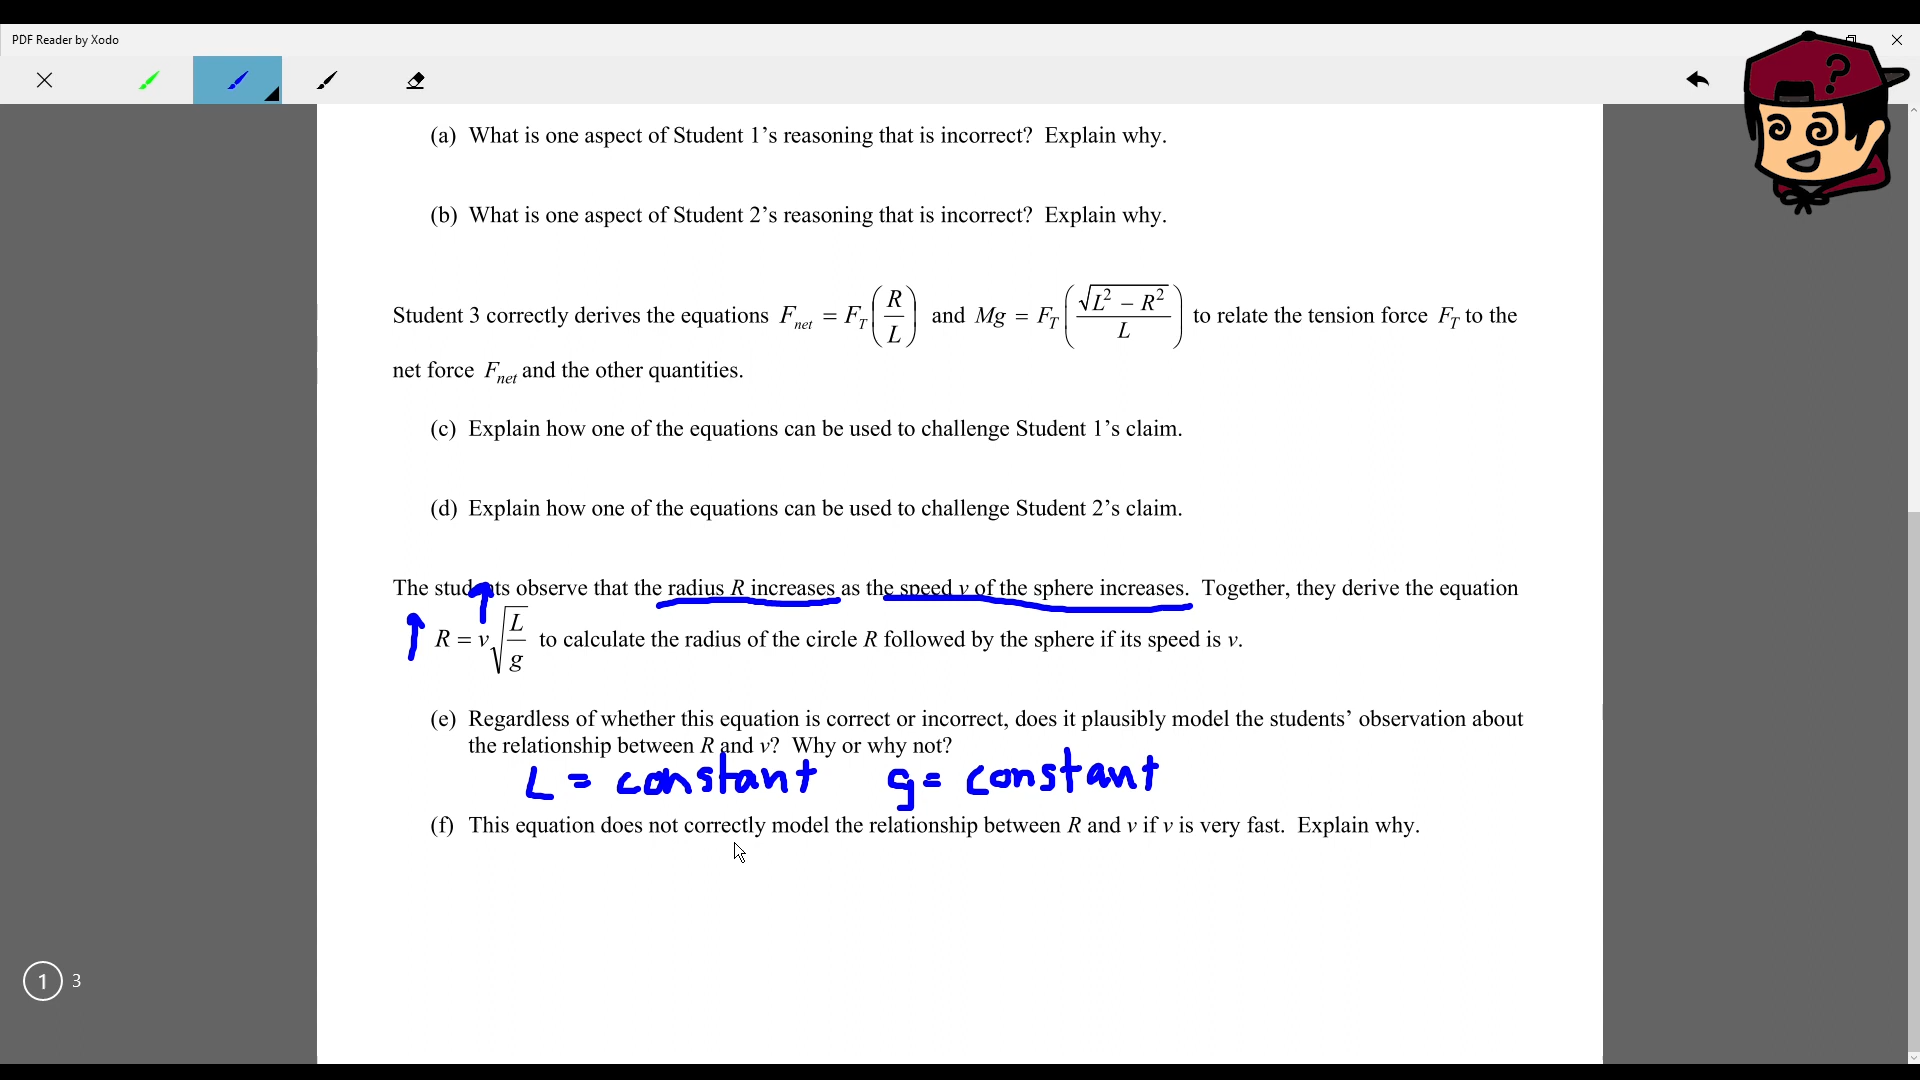 PDF Reader by Xodo
?
(a) What is one aspect of Student 1’s reasoning that is incorrect? Explain why.
(b) What is one aspect of Student 2’s reasoning that is incorrect? Explain why.
Student 3 correctly derives the equations F_net = F_T (R/L) and Mg = F_T (√(L² − R²)/L) to relate the tension force F_T to the
net force F_net and the other quantities.
(c) Explain how one of the equations can be used to challenge Student 1’s claim.
(d) Explain how one of the equations can be used to challenge Student 2’s claim.
The students observe that the radius R increases as the speed v of the sphere increases. Together, they derive the equation
↑ R = v↑ √(L/g) to calculate the radius of the circle R followed by the sphere if its speed is v.
(e) Regardless of whether this equation is correct or incorrect, does it plausibly model the students’ observation about
the relationship between R and v? Why or why not?
L = constant g = constant
(f) This equation does not correctly model the relationship between R and v if v is very fast. Explain why.
1 3